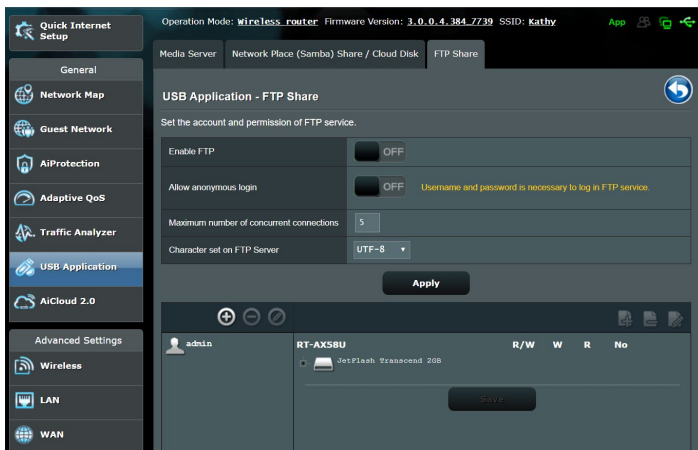 Quick Internet
Setup
Operation Mode: Wireless router Firmware Version: 3.0.0.4.384_7739 SSID: Kathy
App
Media Server
Network Place (Samba) Share / Cloud Disk
FTP Share
General
Network Map
Guest Network
AiProtection
Adaptive QoS
Traffic Analyzer
USB Application
AiCloud 2.0
Advanced Settings
Wireless
LAN
WAN
USB Application - FTP Share
Set the account and permission of FTP service.
Enable FTP
OFF
Allow anonymous login
OFF
Username and password is necessary to log in FTP service.
Maximum number of concurrent connections
5
Character set on FTP Server
UTF-8
Apply
admin
RT-AX58U
R/W W R No
JetFlash Transcend 2GB
Save